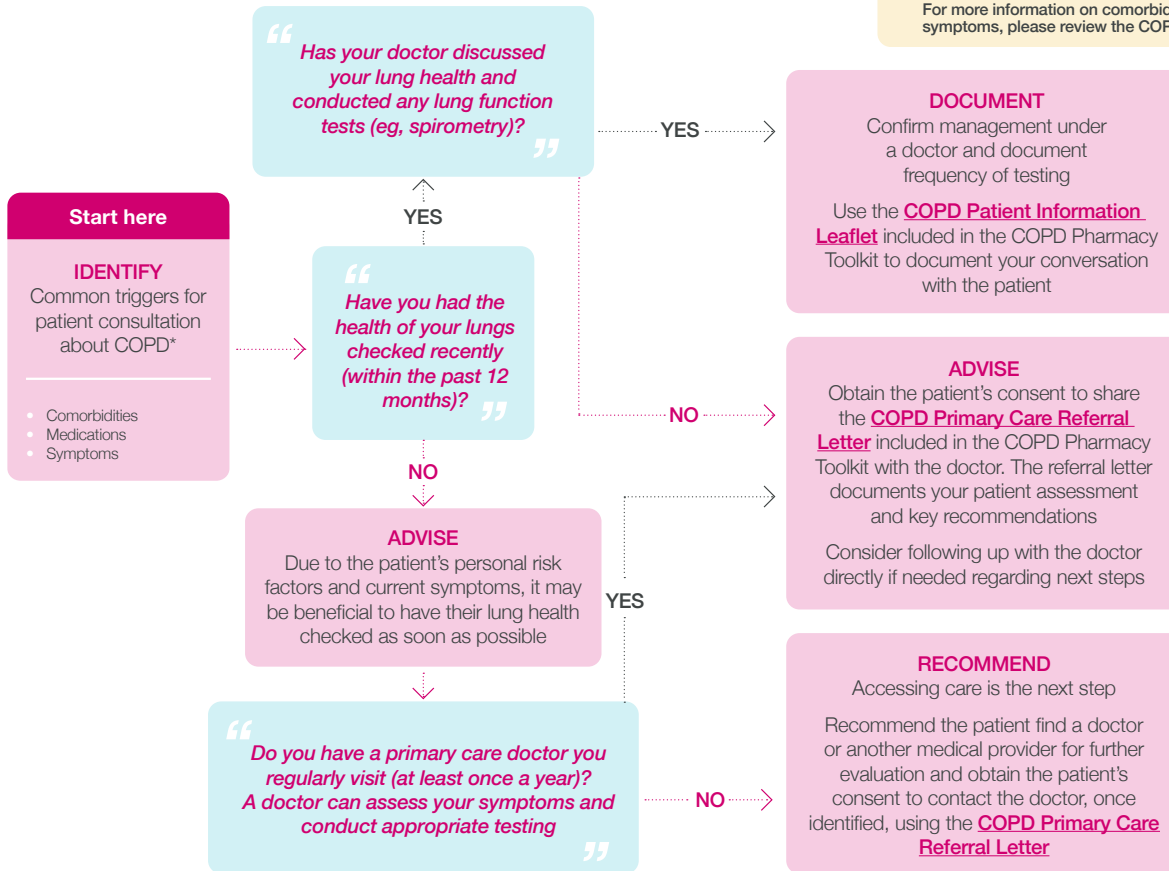 For more information on comorbid
symptoms, please review the COP
“
Has your doctor discussed
your lung health and
conducted any lung function
tests (eg, spirometry)?
”
YES
DOCUMENT
Confirm management under
a doctor and document
frequency of testing
Use the COPD Patient Information
Leaflet included in the COPD Pharmacy
Toolkit to document your conversation
with the patient
Start here
IDENTIFY
Common triggers for
patient consultation
about COPD*
• Comorbidities
• Medications
• Symptoms
YES
“
Have you had the
health of your lungs
checked recently
(within the past 12
months)?
”
NO
ADVISE
Obtain the patient’s consent to share
the COPD Primary Care Referral
Letter included in the COPD Pharmacy
Toolkit with the doctor. The referral letter
documents your patient assessment
and key recommendations
Consider following up with the doctor
directly if needed regarding next steps
NO
ADVISE
Due to the patient’s personal risk
factors and current symptoms, it may
be beneficial to have their lung health
checked as soon as possible
YES
“
Do you have a primary care doctor you
regularly visit (at least once a year)?
A doctor can assess your symptoms and
conduct appropriate testing
”
NO
RECOMMEND
Accessing care is the next step
Recommend the patient find a doctor
or another medical provider for further
evaluation and obtain the patient’s
consent to contact the doctor, once
identified, using the COPD Primary Care
Referral Letter